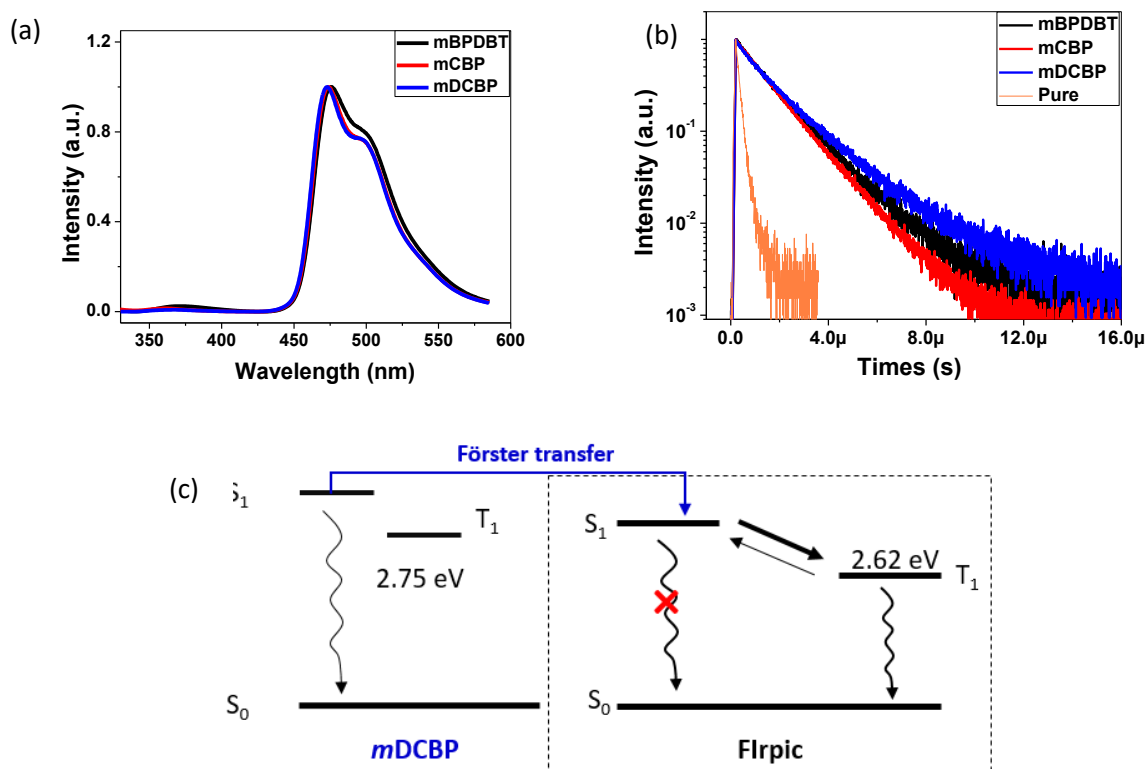 (a)
1.2
0.8
0.4
0.0
350 400 450 500 550 600
Intensity (a.u.)
Wavelength (nm)
mBPDBT
mCBP
mDCBP
(b)
10⁻¹
10⁻²
10⁻³
0.0 4.0µ 8.0µ 12.0µ 16.0µ
Intensity (a.u.)
Times (s)
mBPDBT
mCBP
mDCBP
Pure
Förster transfer
(c)
S₁
T₁
2.75 eV
S₀
mDCBP
S₁
2.62 eV
T₁
S₀
FIrpic